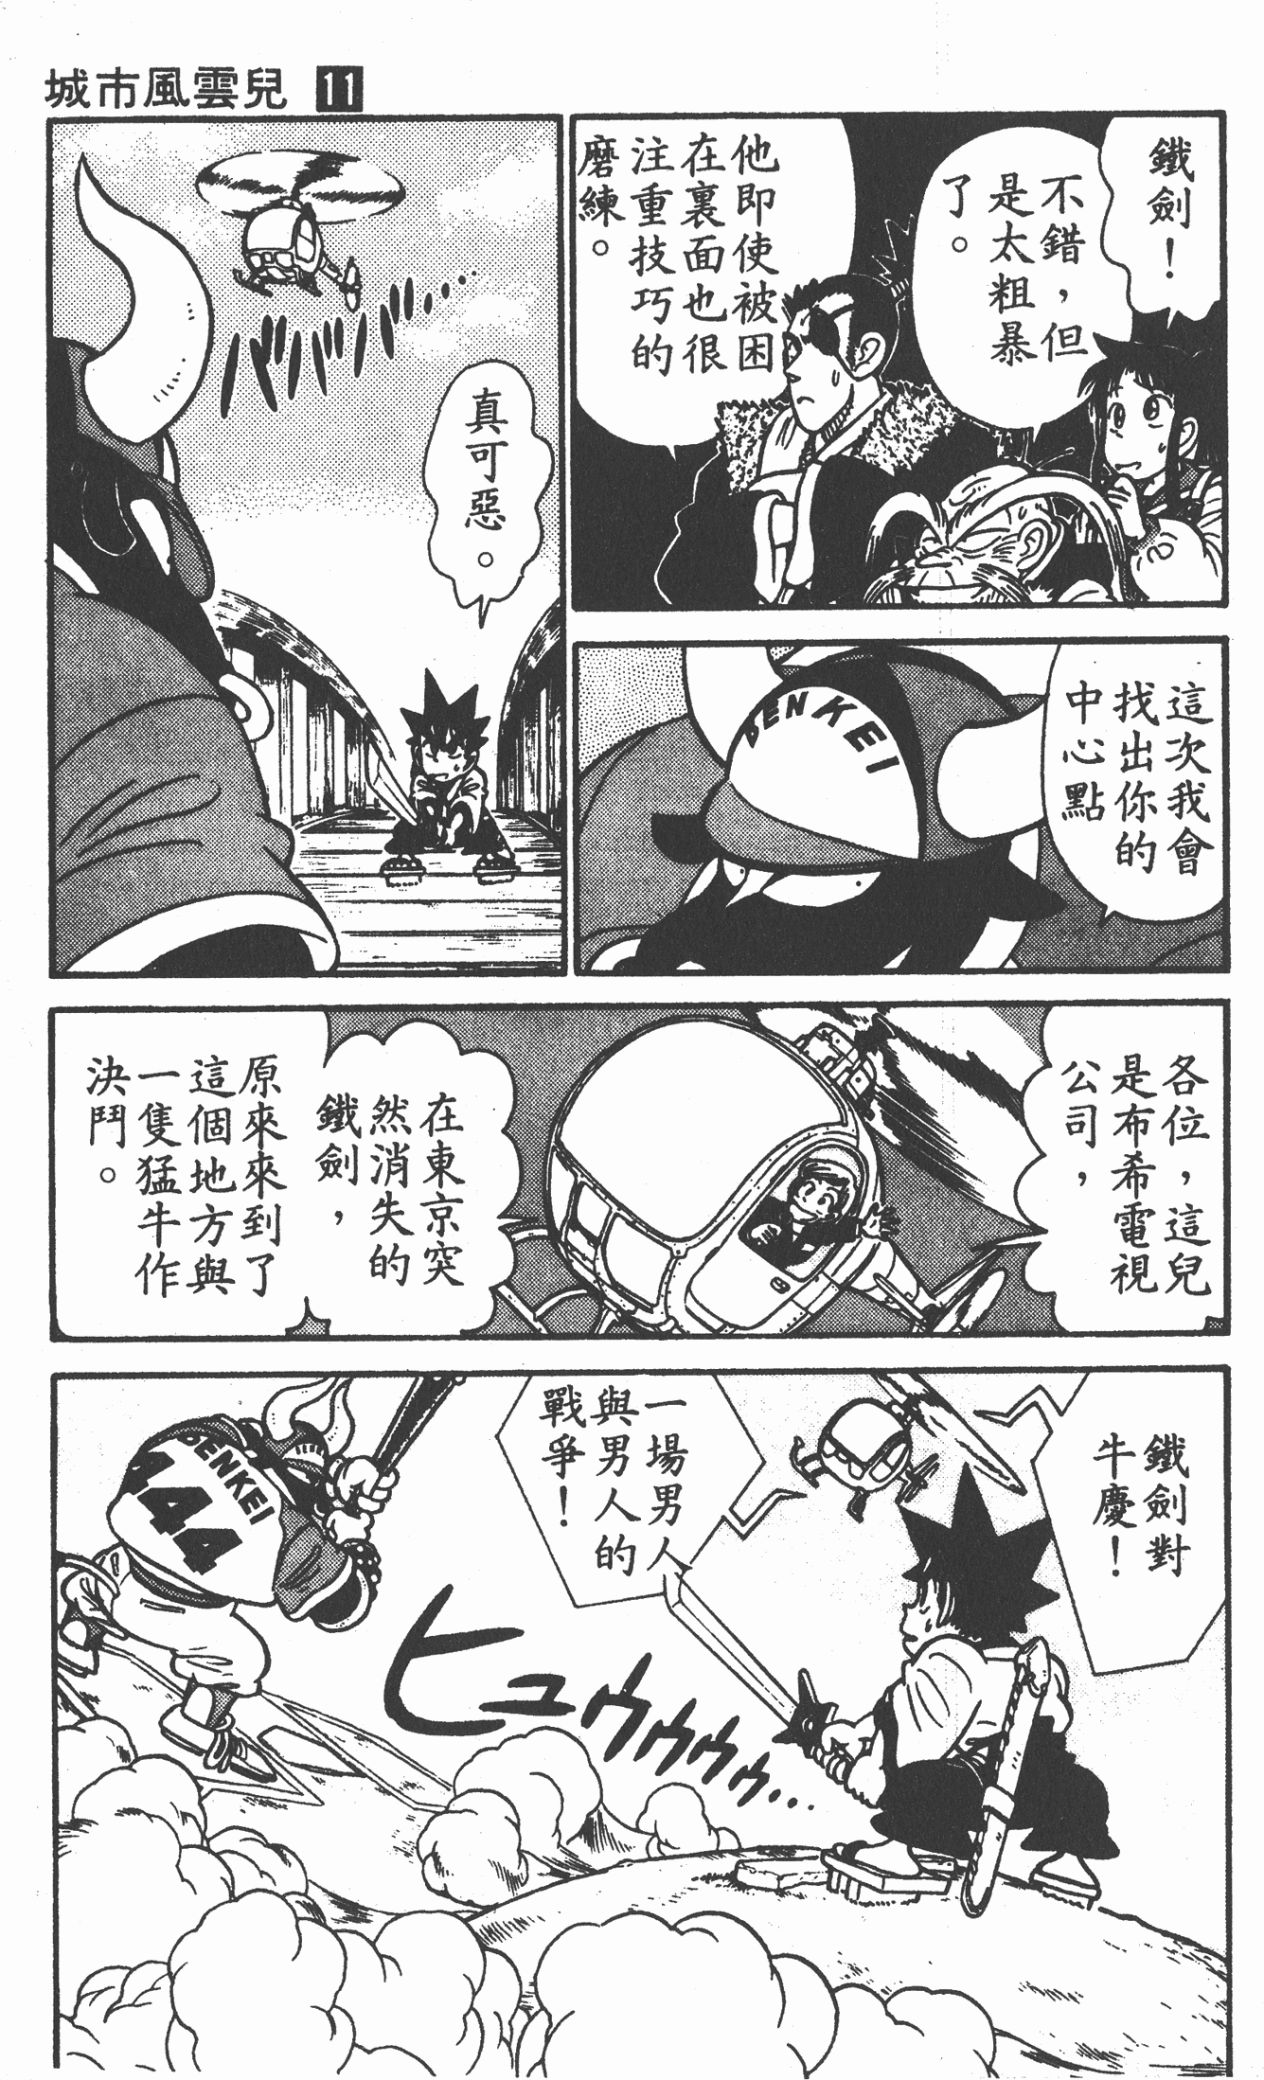 城市風雲兒 11
鐵劍！
不錯，但
是太粗暴
了。
他即使被困
在裏面也很
注重技巧的
磨練。
這次我會
找出你的
中心點
BENKEI
真可惡。
各位，這兒
是布希電視
公司，
在東京突
然消失的
鐵劍，
原來來到了
這個地方與
一隻猛牛作
決鬥。
鐵劍對
牛慶！
一場男人
與男人的
戰爭！
BENKEI
444
ヒュウウウウゥ...